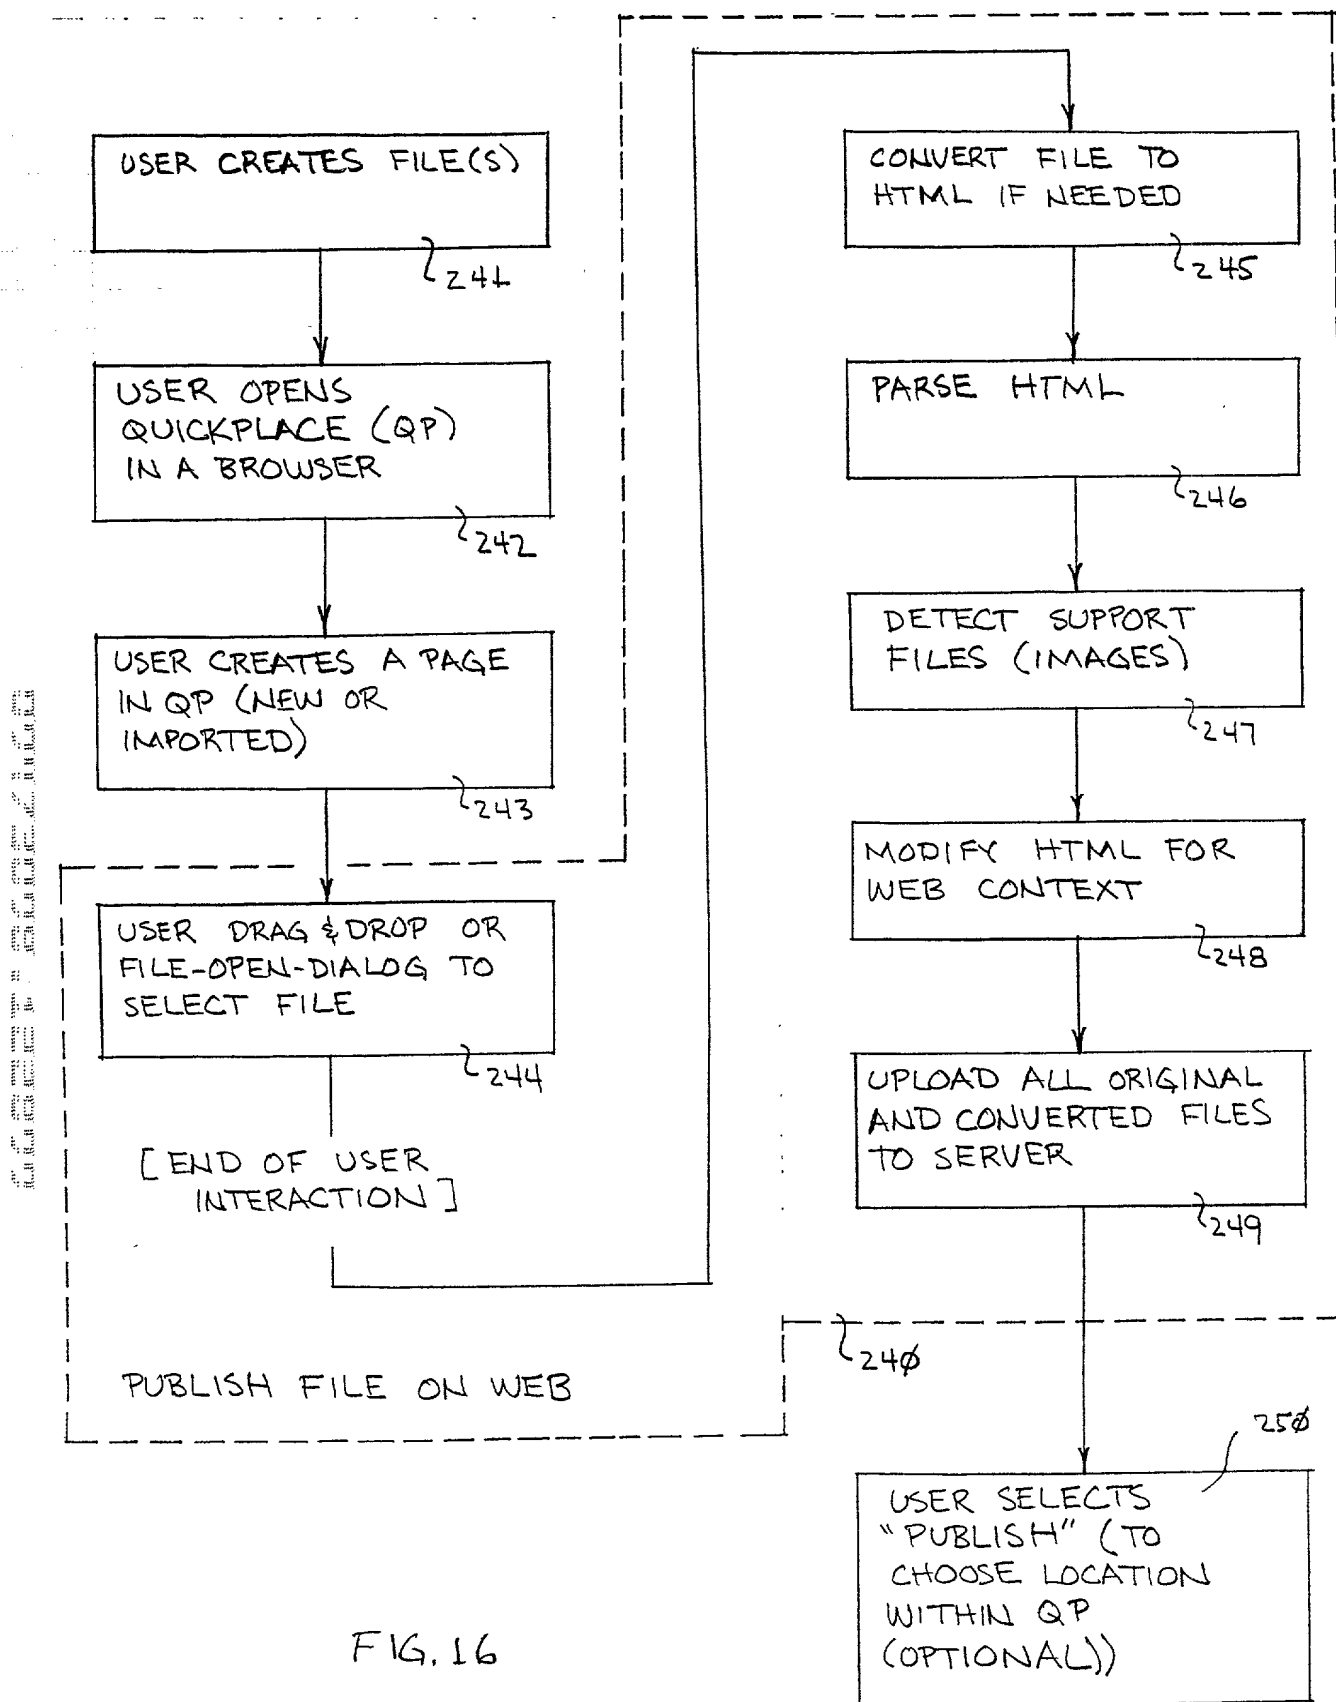 USER CREATES FILE(S)
241
USER OPENS
QUICKPLACE (QP)
IN A BROWSER
242
USER CREATES A PAGE
IN QP (NEW OR
IMPORTED)
243
USER DRAG & DROP OR
FILE-OPEN-DIALOG TO
SELECT FILE
244
[END OF USER
INTERACTION]
PUBLISH FILE ON WEB
CONVERT FILE TO
HTML IF NEEDED
245
PARSE HTML
246
DETECT SUPPORT
FILES (IMAGES)
247
MODIFY HTML FOR
WEB CONTEXT
248
UPLOAD ALL ORIGINAL
AND CONVERTED FILES
TO SERVER
249
24Ø
25Ø
USER SELECTS
"PUBLISH" (TO
CHOOSE LOCATION
WITHIN QP
(OPTIONAL))
FIG. 16